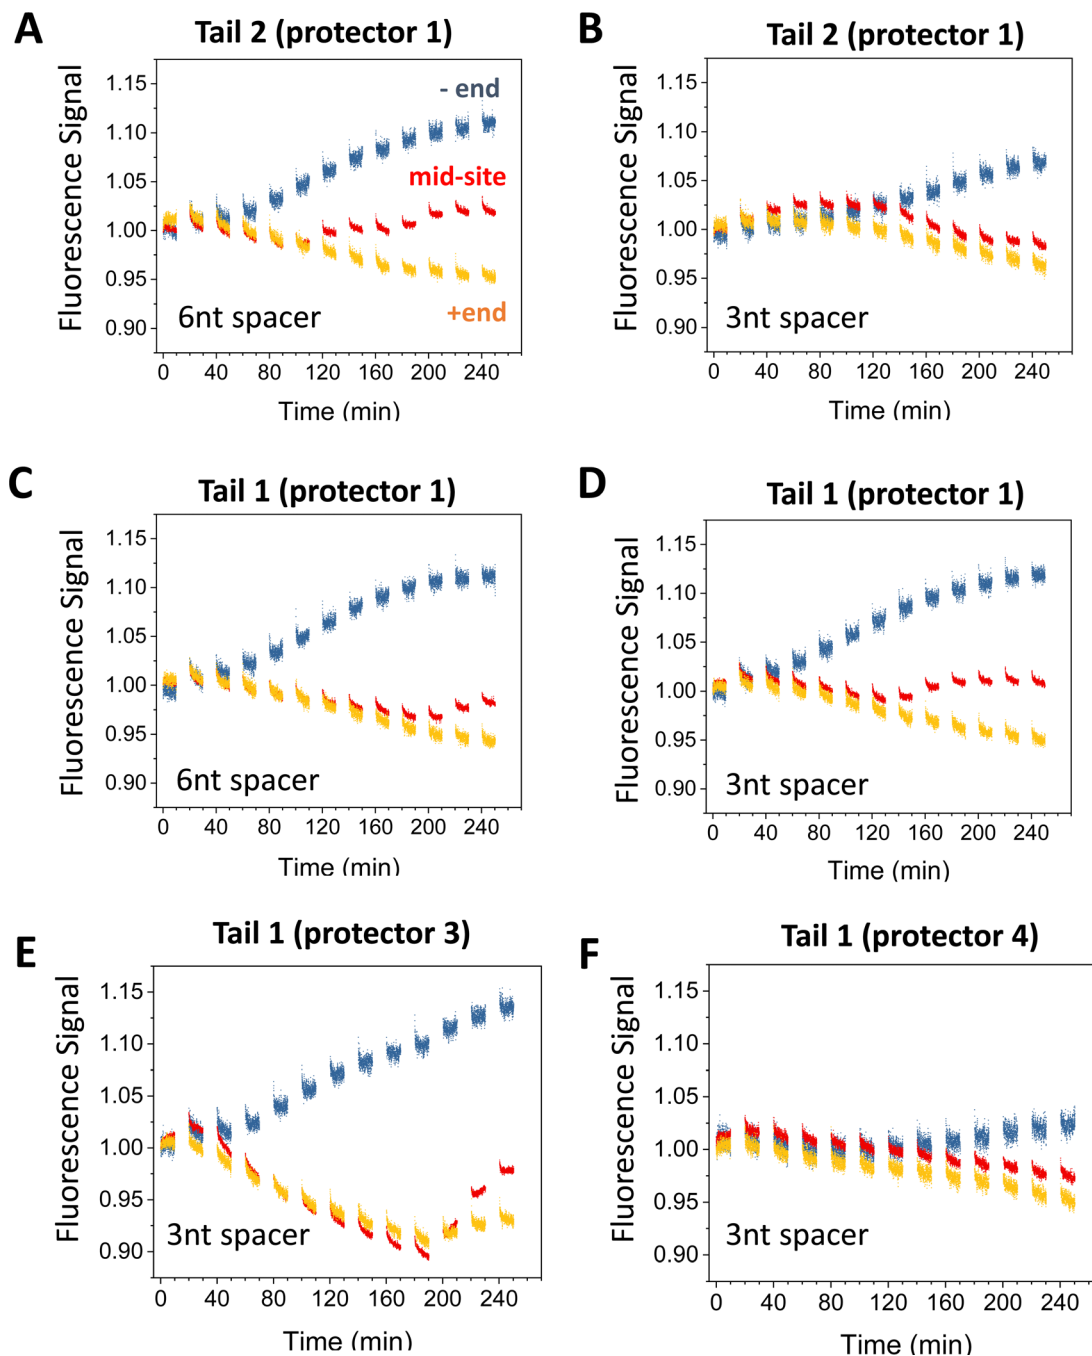 A
Tail 2 (protector 1)
Fluorescence Signal
1.15
1.10
1.05
1.00
0.95
0.90
- end
mid-site
+end
6nt spacer
0 40 80 120 160 200 240
Time (min)
B
Tail 2 (protector 1)
Fluorescence Signal
1.15
1.10
1.05
1.00
0.95
0.90
3nt spacer
0 40 80 120 160 200 240
Time (min)
C
Tail 1 (protector 1)
Fluorescence Signal
1.15
1.10
1.05
1.00
0.95
0.90
6nt spacer
0 40 80 120 160 200 240
Time (min)
D
Tail 1 (protector 1)
Fluorescence Signal
1.15
1.10
1.05
1.00
0.95
0.90
3nt spacer
0 40 80 120 160 200 240
Time (min)
E
Tail 1 (protector 3)
Fluorescence Signal
1.15
1.10
1.05
1.00
0.95
0.90
3nt spacer
0 40 80 120 160 200 240
Time (min)
F
Tail 1 (protector 4)
Fluorescence Signal
1.15
1.10
1.05
1.00
0.95
0.90
3nt spacer
0 40 80 120 160 200 240
Time (min)